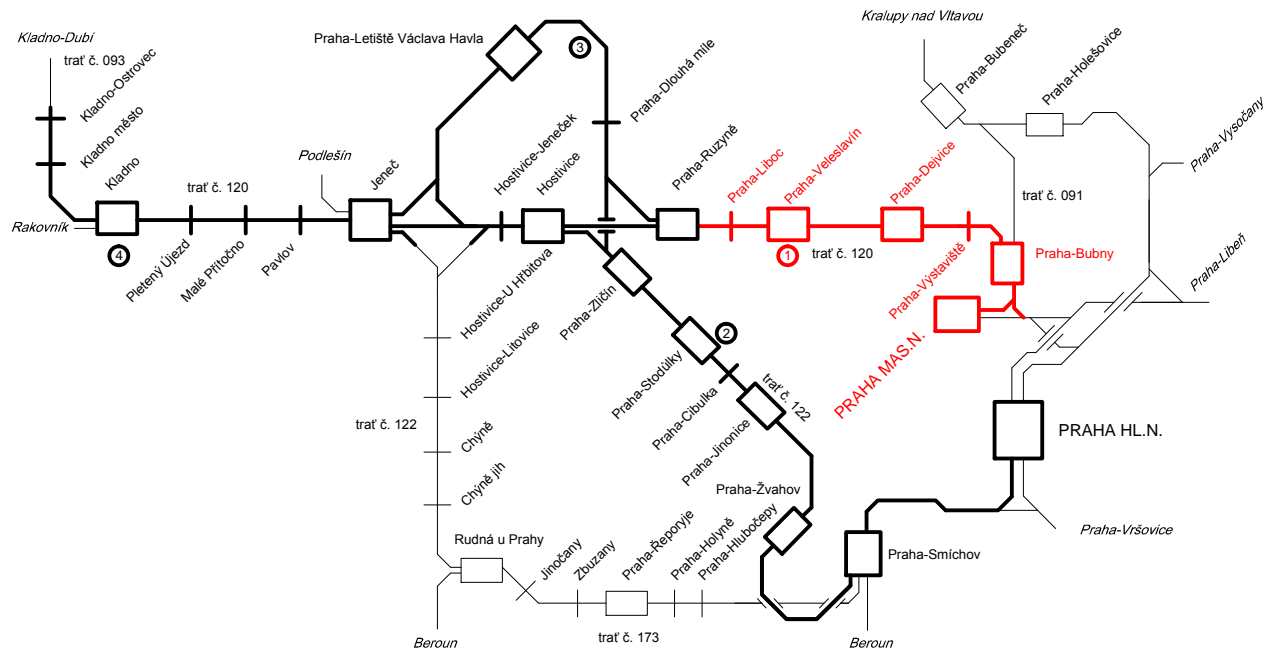 Kralupy nad Vltavou
Kladno-Dubí
Praha-Letiště Václava Havla
3
trať č. 093
Praha-Bubeneč
Praha-Holešovice
Kladno-Ostrovec
Praha-Dlouhá míle
Kladno město
Hostivice-Jeneček
Praha-Vysočany
Podlešín
Hostivice
Kladno
Jeneč
Praha-Ruzyně
Praha-Liboc
Praha-Veleslavín
Praha-Dejvice
trať č. 120
trať č. 091
Rakovník
4
1
trať č. 120
Praha-Bubny
Pletený Újezd
Malé Přítočno
Pavlov
Praha-Výstaviště
Praha-Libeň
Hostivice-U Hřbitova
Praha-Zličín
2
Hostivice-Litovice
Praha-Stodůlky
PRAHA MAS.N.
Praha-Cibulka
trať č. 122
trať č. 122
Chýně
Praha-Jinonice
PRAHA HL.N.
Chýně jih
Praha-Žvahov
Praha-Vršovice
Rudná u Prahy
Jinočany
Zbuzany
Praha-Řeporyje
Praha-Holyně
Praha-Hlubočepy
Praha-Smíchov
Beroun
trať č. 173
Beroun